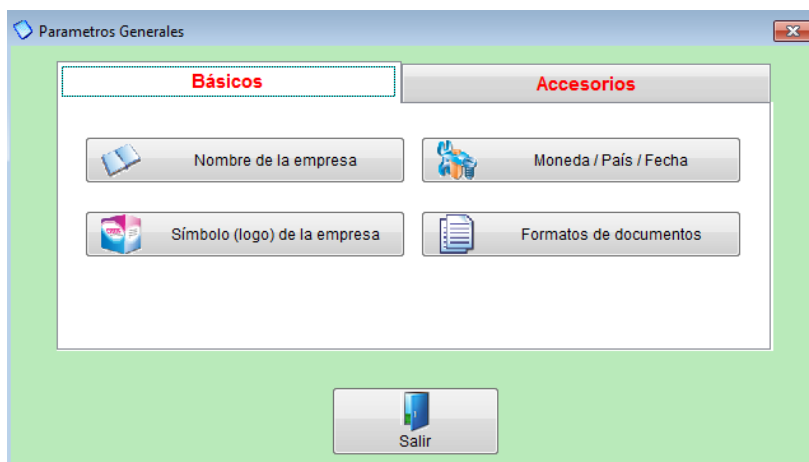 Parametros Generales
Básicos
Accesorios
Nombre de la empresa
Moneda / País / Fecha
Símbolo (logo) de la empresa
Formatos de documentos
Salir